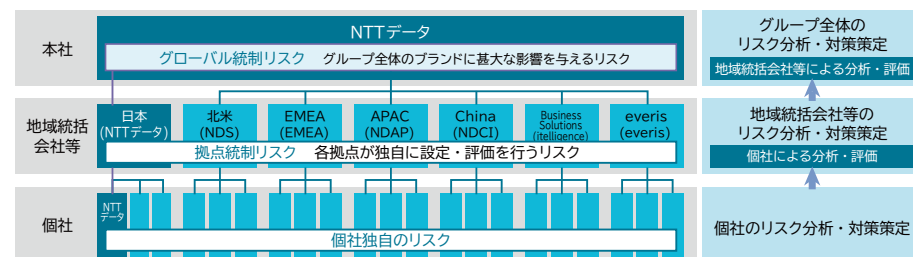 本社
NTTデータ
グローバル統制リスク グループ全体のブランドに甚大な影響を与えるリスク
グループ全体の
リスク分析・対策策定
地域統括会社等による分析・評価
地域統括
会社等
日本
(NTTデータ)
北米
(NDS)
EMEA
(EMEA)
APAC
(NDAP)
China
(NDCI)
Business
Solutions
(itelligence)
everis
(everis)
拠点統制リスク 各拠点が独自に設定・評価を行うリスク
地域統括会社等の
リスク分析・対策策定
個社による分析・評価
個社
NTT
データ
個社独自のリスク
個社のリスク分析・対策策定